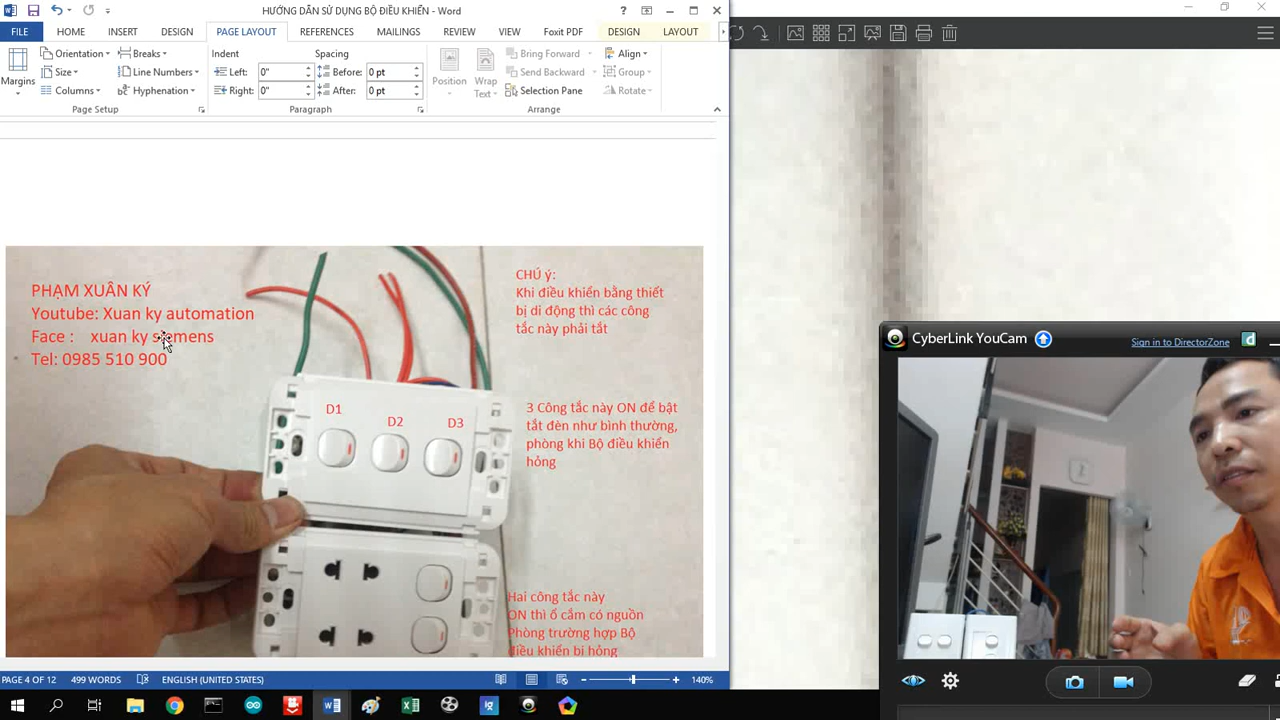 HƯỚNG DẪN SỬ DỤNG BỘ ĐIỀU KHIỂN - Word
FILE HOME INSERT DESIGN PAGE LAYOUT REFERENCES MAILINGS REVIEW VIEW Foxit PDF DESIGN LAYOUT
Margins
Orientation
Size
Columns
Breaks
Line Numbers
Hyphenation
Page Setup
Indent
Left: 0"
Right: 0"
Spacing
Before: 0 pt
After: 0 pt
Paragraph
Position
Wrap
Text
Bring Forward
Send Backward
Selection Pane
Align
Group
Rotate
Arrange
PHẠM XUÂN KÝ
Youtube: Xuan ky automation
Face : xuan ky siemens
Tel: 0985 510 900
CHÚ ý:
Khi điều khiển bằng thiết
bị di động thì các công
tắc này phải tắt
D1
D2
D3
3 Công tắc này ON để bật
tắt đèn như bình thường,
phòng khi Bộ điều khiển
hỏng
Hai công tắc này
ON thì ổ cắm có nguồn
Phòng trường hợp Bộ
điều khiển bị hỏng
CyberLink YouCam
Sign in to DirectorZone
PAGE 4 OF 12 499 WORDS ENGLISH (UNITED STATES) 140%